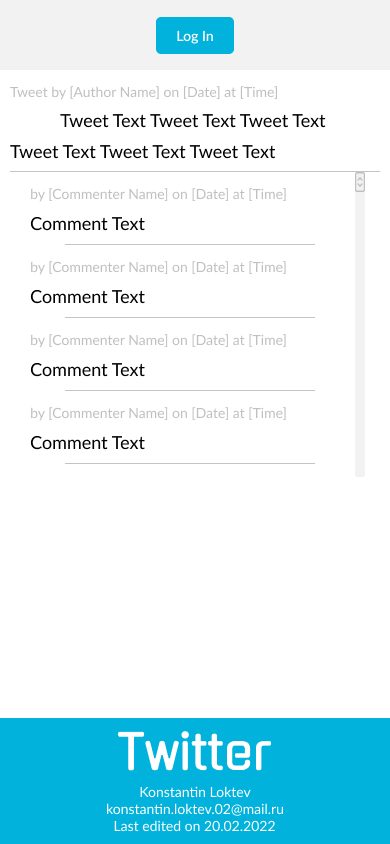 Log In
Tweet by [Author Name] on [Date] at [Time]
Tweet Text Tweet Text Tweet Text
Tweet Text Tweet Text Tweet Text
by [Commenter Name] on [Date] at [Time]
Comment Text
by [Commenter Name] on [Date] at [Time]
Comment Text
by [Commenter Name] on [Date] at [Time]
Comment Text
by [Commenter Name] on [Date] at [Time]
Comment Text
Twitter
Konstantin Loktev
konstantin.loktev.02@mail.ru
Last edited on 20.02.2022